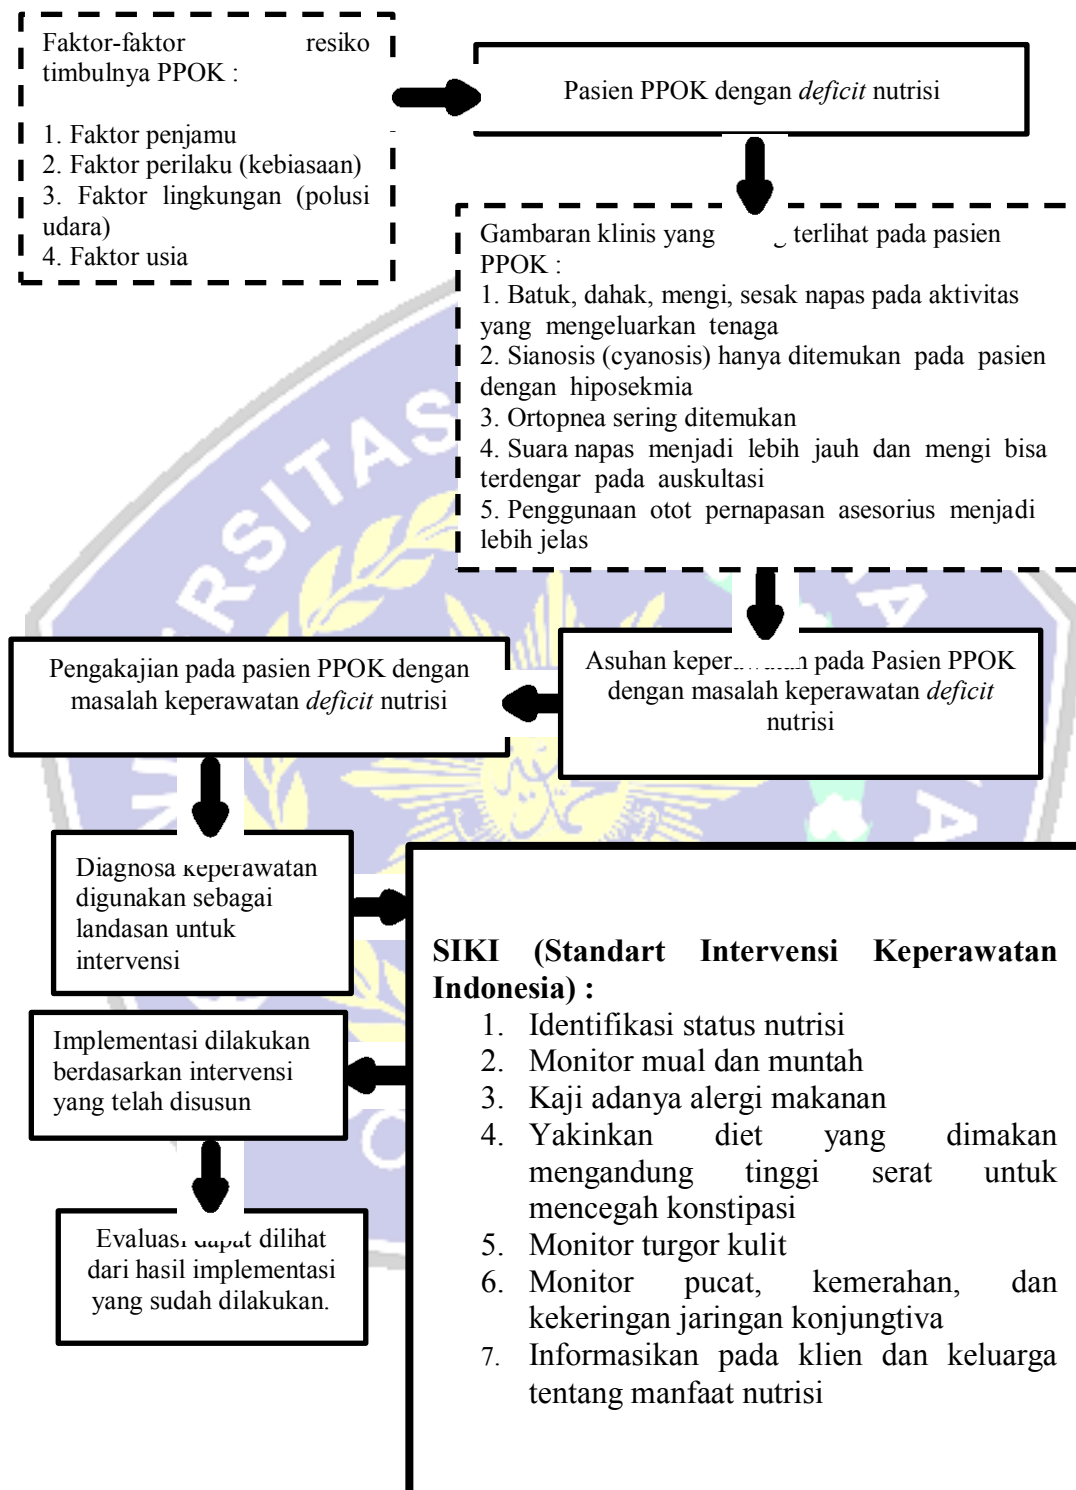 Faktor-faktor resiko
timbulnya PPOK :
1. Faktor penjamu
2. Faktor perilaku (kebiasaan)
3. Faktor lingkungan (polusi
udara)
4. Faktor usia
Pasien PPOK dengan deficit nutrisi
Gambaran klinis yang terlihat pada pasien
PPOK :
1. Batuk, dahak, mengi, sesak napas pada aktivitas
yang mengeluarkan tenaga
2. Sianosis (cyanosis) hanya ditemukan pada pasien
dengan hiposekmia
3. Ortopnea sering ditemukan
4. Suara napas menjadi lebih jauh dan mengi bisa
terdengar pada auskultasi
5. Penggunaan otot pernapasan asesorius menjadi
lebih jelas
Asuhan keperawatan pada Pasien PPOK
dengan masalah keperawatan deficit
nutrisi
Pengakajian pada pasien PPOK dengan
masalah keperawatan deficit nutrisi
Diagnosa keperawatan
digunakan sebagai
landasan untuk
intervensi
SIKI (Standart Intervensi Keperawatan
Indonesia) :
1. Identifikasi status nutrisi
2. Monitor mual dan muntah
3. Kaji adanya alergi makanan
4. Yakinkan diet yang dimakan
mengandung tinggi serat untuk
mencegah konstipasi
5. Monitor turgor kulit
6. Monitor pucat, kemerahan, dan
kekeringan jaringan konjungtiva
7. Informasikan pada klien dan keluarga
tentang manfaat nutrisi
Implementasi dilakukan
berdasarkan intervensi
yang telah disusun
Evaluasi dapat dilihat
dari hasil implementasi
yang sudah dilakukan.